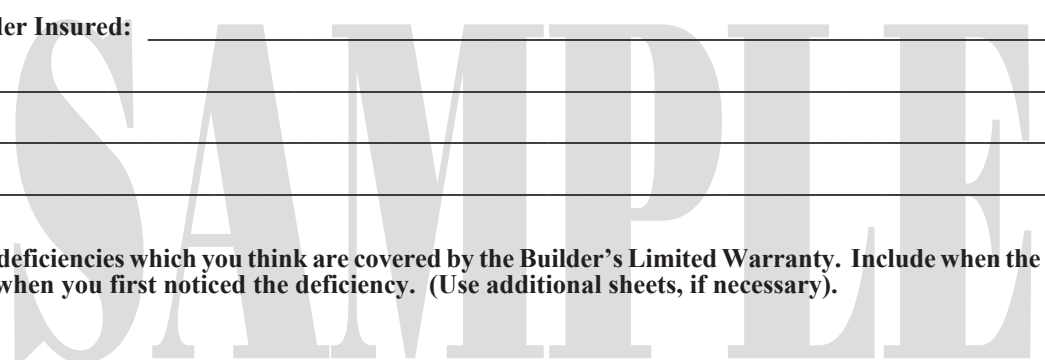 der Insured:
SAMPLE
deficiencies which you think are covered by the Builder’s Limited Warranty. Include when the
when you first noticed the deficiency. (Use additional sheets, if necessary).